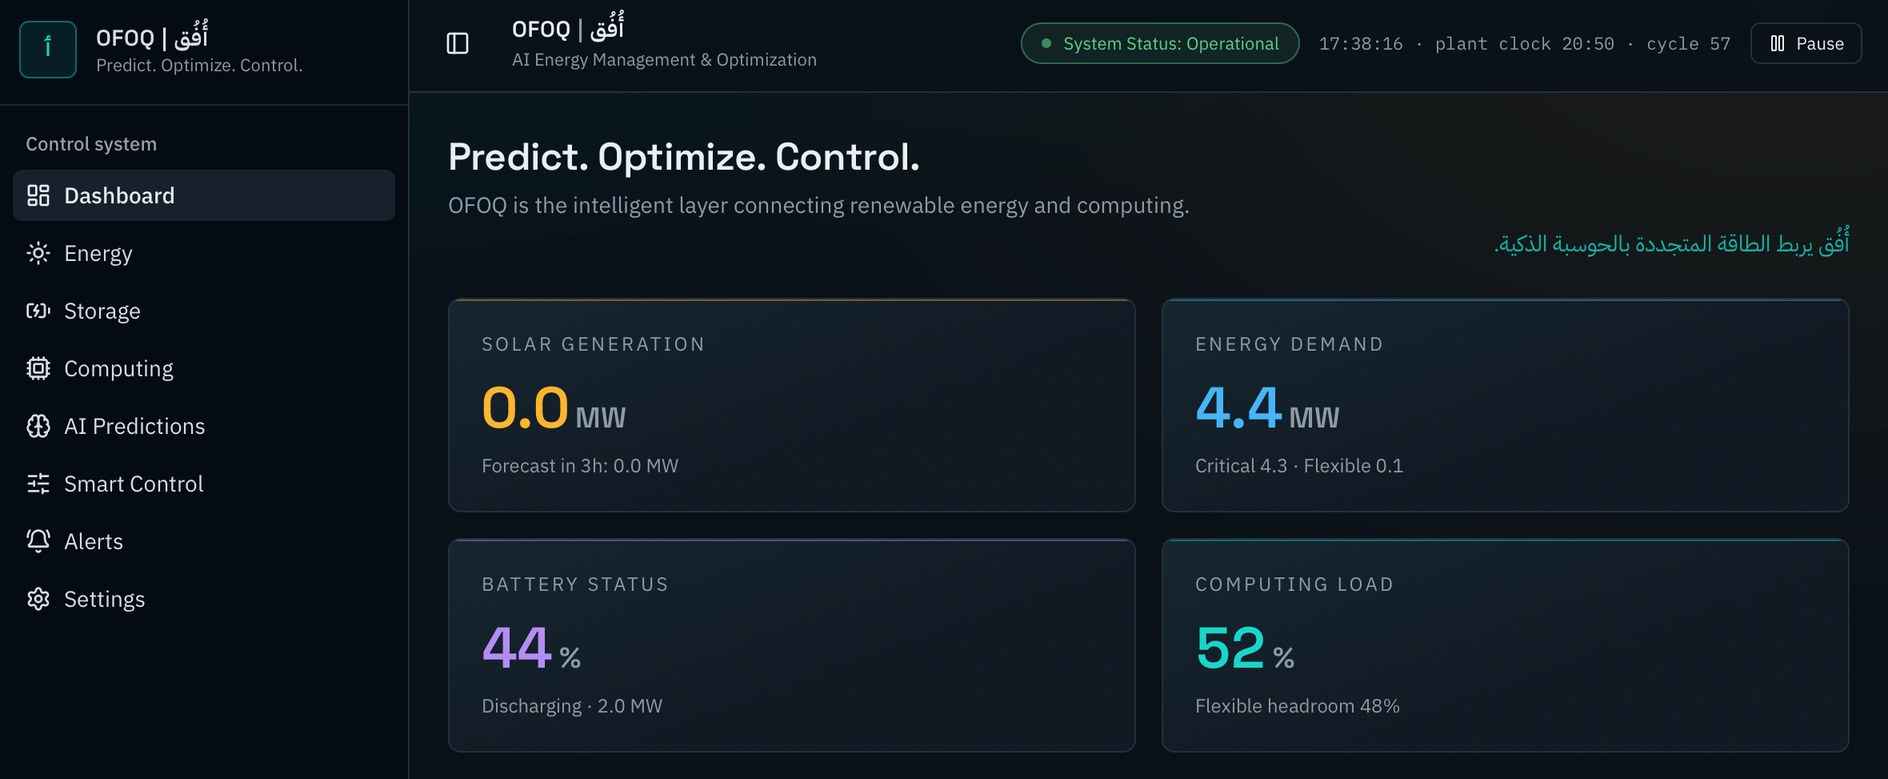 أ
OFOQ | أُفُق
Predict. Optimize. Control.
Control system
Dashboard
Energy
Storage
Computing
AI Predictions
Smart Control
Alerts
Settings
OFOQ | أُفُق
AI Energy Management & Optimization
System Status: Operational
17:38:16 · plant clock 20:50 · cycle 57
Pause
Predict. Optimize. Control.
OFOQ is the intelligent layer connecting renewable energy and computing.
أُفُق يربط الطاقة المتجددة بالحوسبة الذكية.
SOLAR GENERATION
0.0 MW
Forecast in 3h: 0.0 MW
ENERGY DEMAND
4.4 MW
Critical 4.3 · Flexible 0.1
BATTERY STATUS
44 %
Discharging · 2.0 MW
COMPUTING LOAD
52 %
Flexible headroom 48%